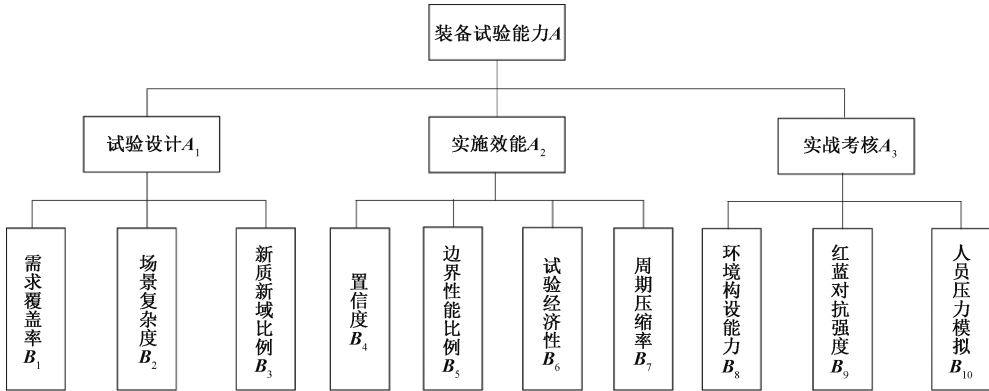 装备试验能力A
试验设计A1
实施效能A2
实战考核A3
需求覆盖率B1
场景复杂度B2
新质新域比例B3
置信度B4
边界性能比例B5
试验经济性B6
周期压缩率B7
环境构设能力B8
红蓝对抗强度B9
人员压力模拟B10